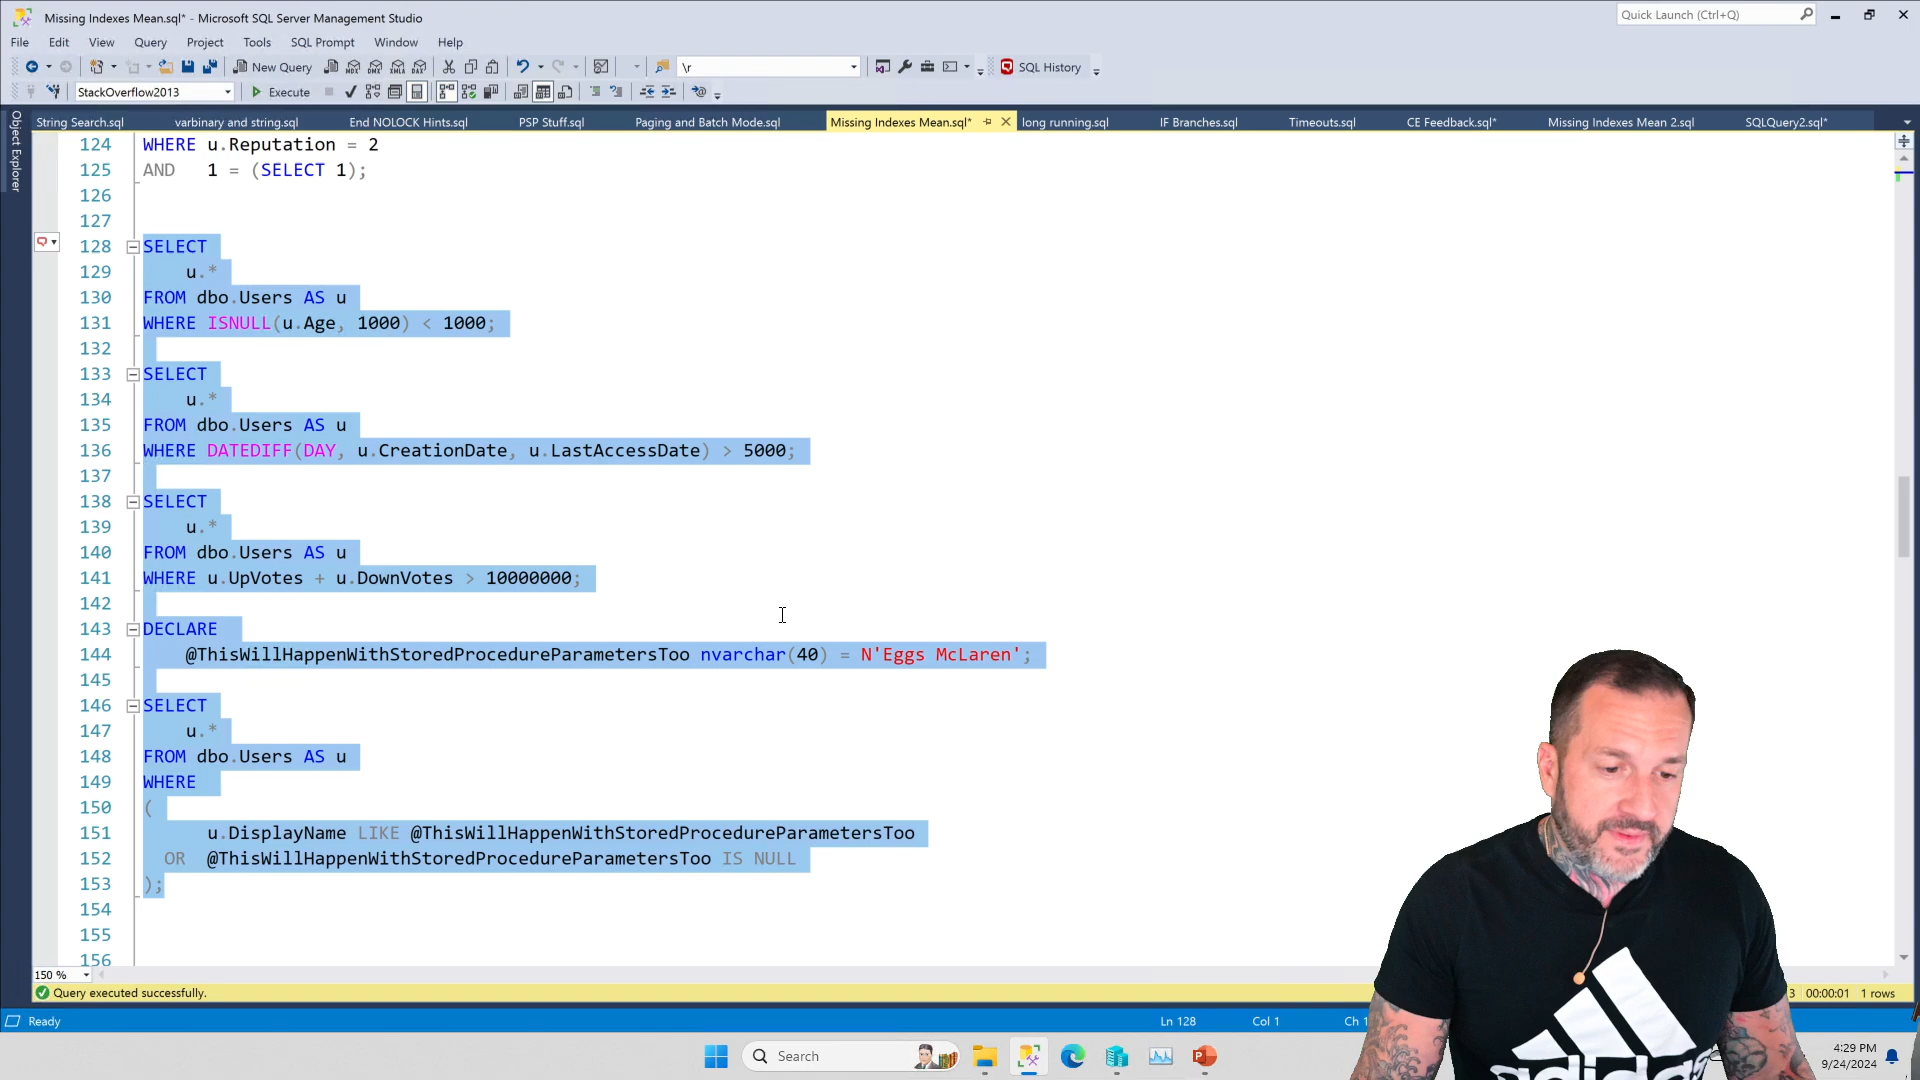 Missing Indexes Mean.sql* - Microsoft SQL Server Management Studio
Quick Launch (Ctrl+Q)
File Edit View Query Project Tools SQL Prompt Window Help
New Query MDX DMX XMLA DAX \r SQL History
StackOverflow2013 Execute
Object Explorer
String Search.sql varbinary and string.sql End NOLOCK Hints.sql PSP Stuff.sql Paging and Batch Mode.sql Missing Indexes Mean.sql* long running.sql IF Branches.sql Timeouts.sql CE Feedback.sql* Missing Indexes Mean 2.sql SQLQuery2.sql*
124 WHERE u.Reputation = 2
125 AND 1 = (SELECT 1);
126
127
128 SELECT
129 u.*
130 FROM dbo.Users AS u
131 WHERE ISNULL(u.Age, 1000) < 1000;
132
133 SELECT
134 u.*
135 FROM dbo.Users AS u
136 WHERE DATEDIFF(DAY, u.CreationDate, u.LastAccessDate) > 5000;
137
138 SELECT
139 u.*
140 FROM dbo.Users AS u
141 WHERE u.UpVotes + u.DownVotes > 10000000;
142
143 DECLARE
144 @ThisWillHappenWithStoredProcedureParametersToo nvarchar(40) = N'Eggs McLaren';
145
146 SELECT
147 u.*
148 FROM dbo.Users AS u
149 WHERE
150 (
151 u.DisplayName LIKE @ThisWillHappenWithStoredProcedureParametersToo
152 OR @ThisWillHappenWithStoredProcedureParametersToo IS NULL
153 );
154
155
156
150 %
Query executed successfully. 3 00:00:01 1 rows
Ready Ln 128 Col 1 Ch 1
Search
4:29 PM
9/24/2024
adidas